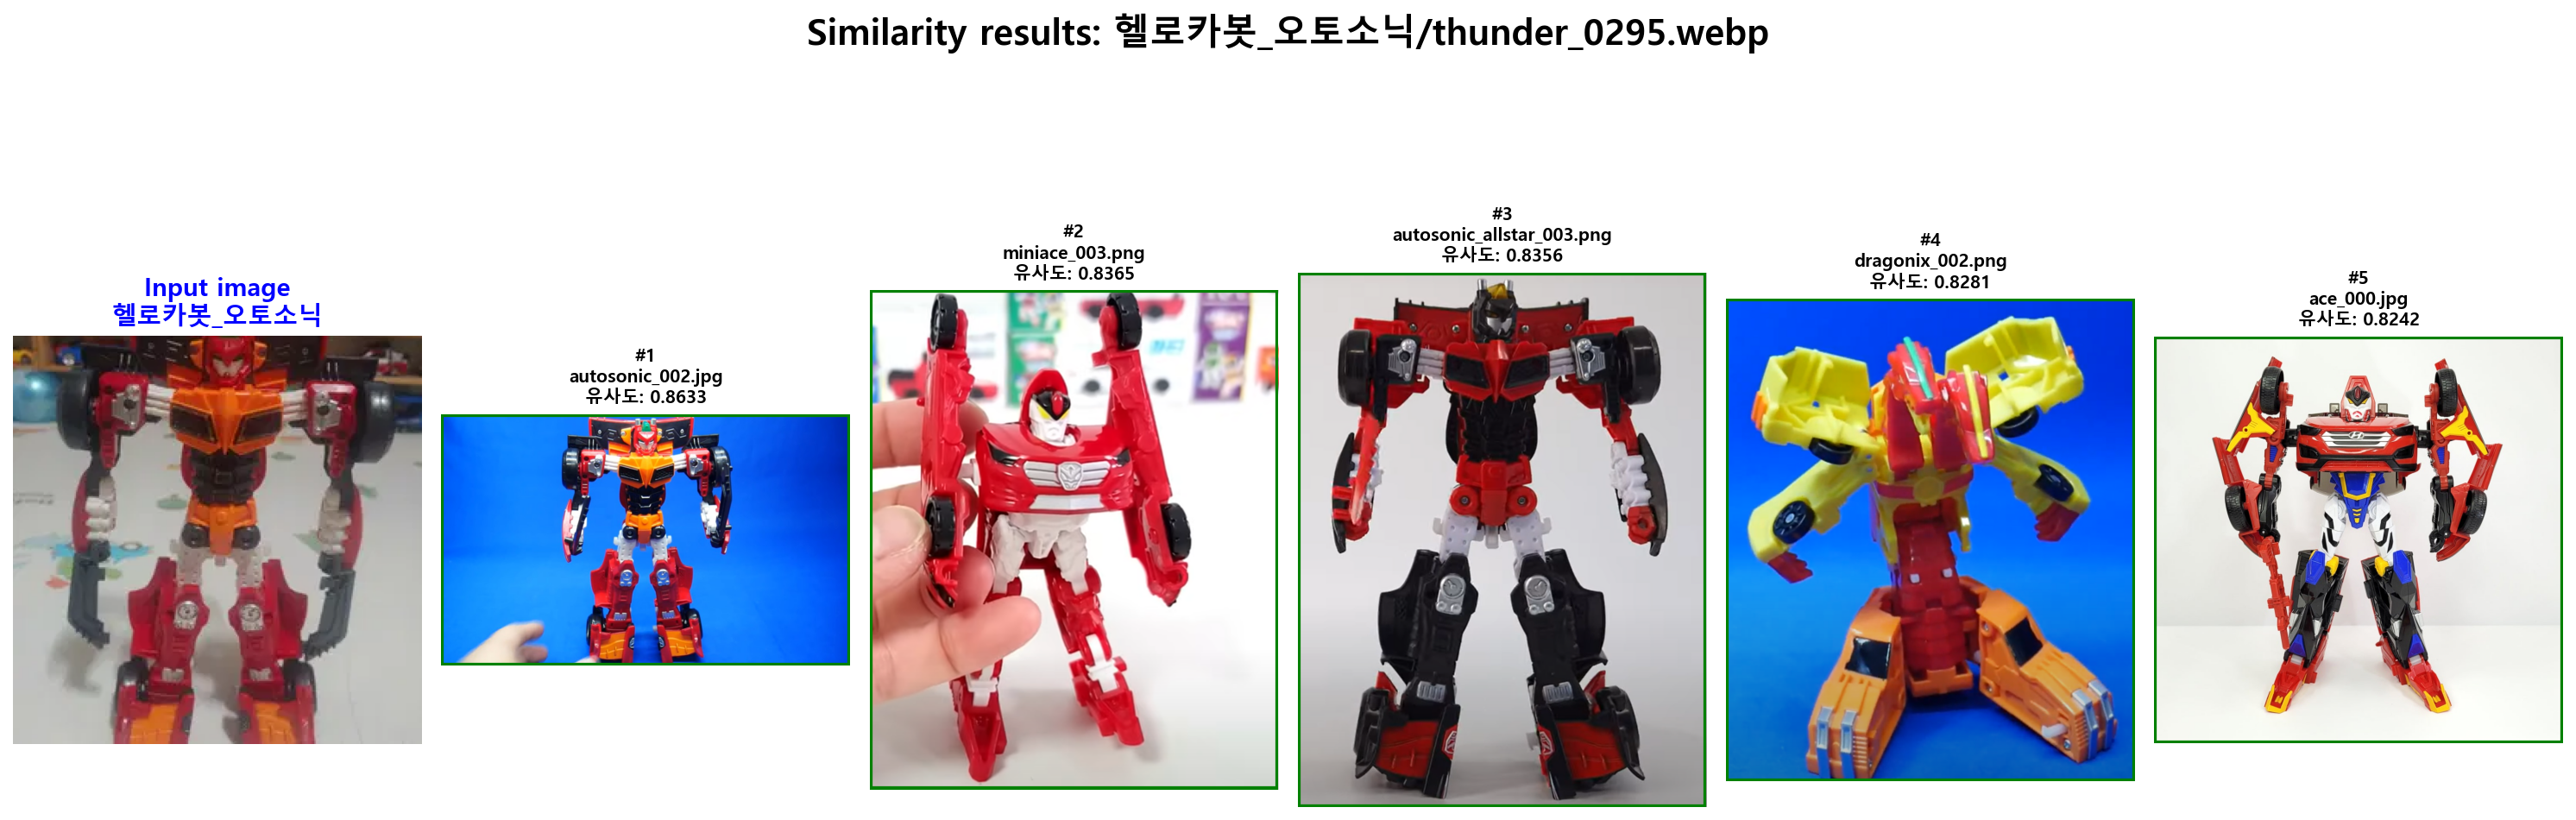 Similarity results: 헬로카봇_오토소닉/thunder_0295.webp
Input image
헬로카봇_오토소닉
#1
autosonic_002.jpg
유사도: 0.8633
#2
miniace_003.png
유사도: 0.8365
#3
autosonic_allstar_003.png
유사도: 0.8356
#4
dragonix_002.png
유사도: 0.8281
#5
ace_000.jpg
유사도: 0.8242